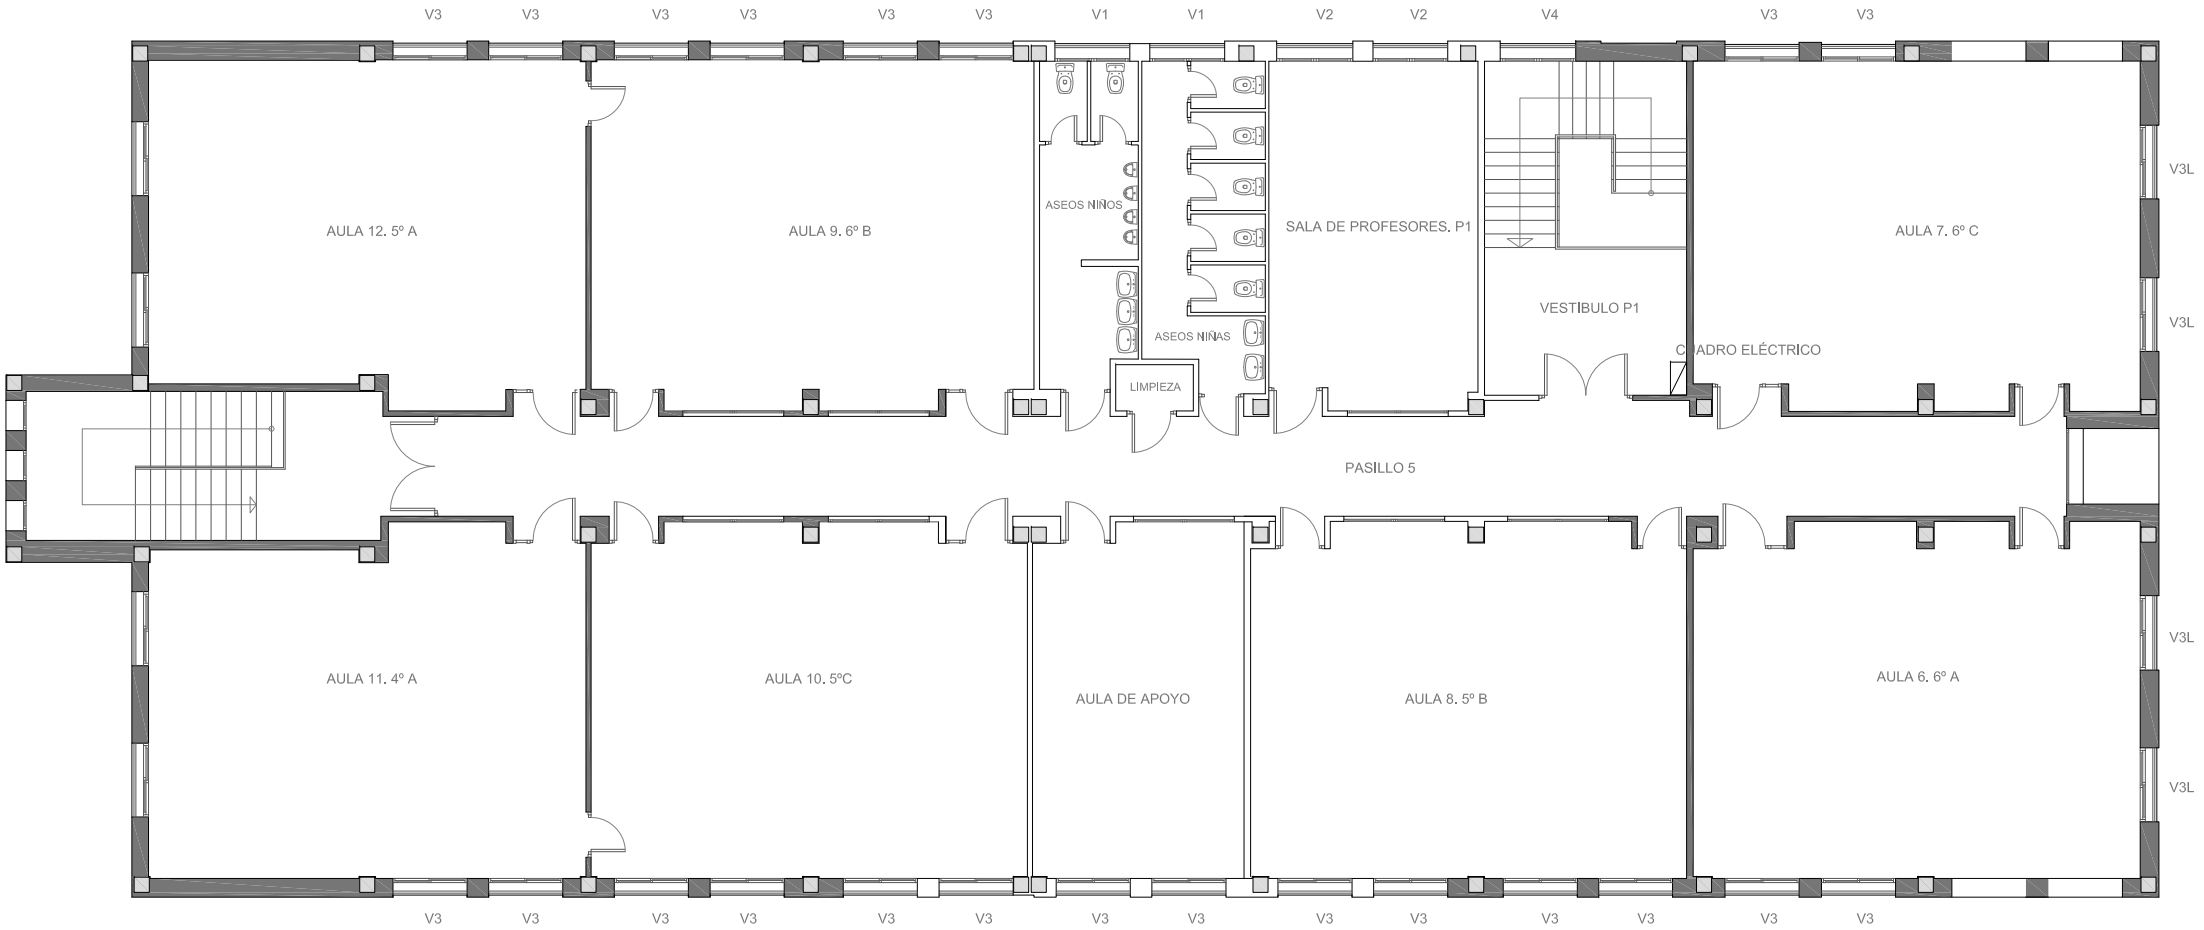 V3 V3 V3 V3 V3 V3 V1 V1 V2 V2 V4 V3 V3
V3L
ASEOS NIÑOS
SALA DE PROFESORES. P1
AULA 12. 5º A
AULA 9. 6º B
AULA 7. 6º C
VESTÍBULO P1
V3L
ASEOS NIÑAS
CUADRO ELÉCTRICO
LIMPIEZA
PASILLO 5
V3L
AULA 11. 4º A
AULA 10. 5ºC
AULA 6. 6º A
AULA DE APOYO
AULA 8. 5º B
V3L
V3 V3 V3 V3 V3 V3 V3 V3 V3 V3 V3 V3 V3 V3